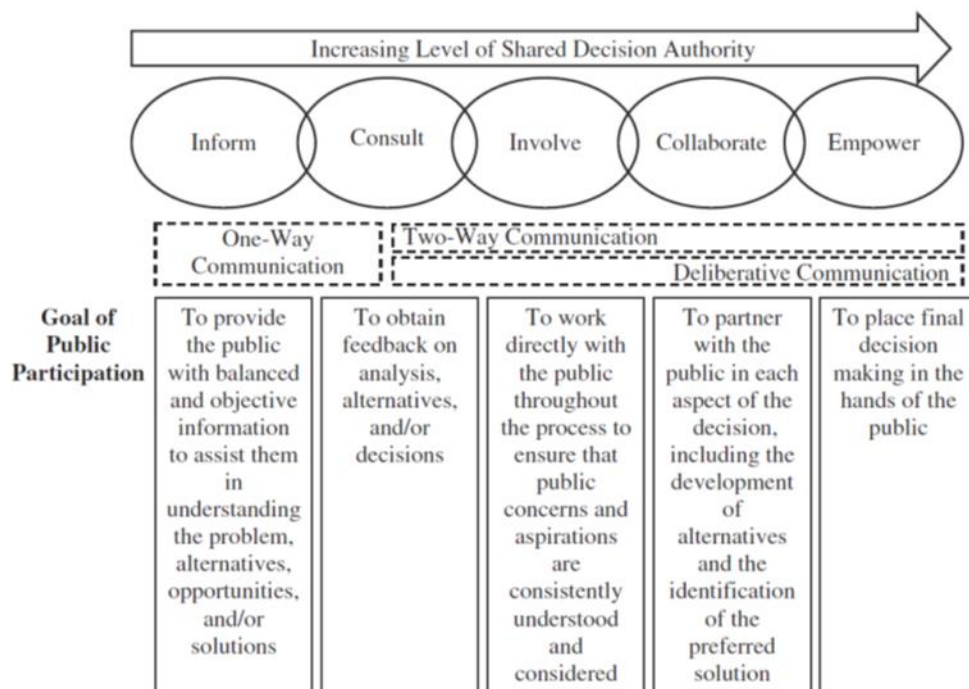 Increasing Level of Shared Decision Authority
Inform
Consult
Involve
Collaborate
Empower
One-Way
Communication
Two-Way Communication
Deliberative Communication
Goal of
Public
Participation
To provide
the public
with balanced
and objective
information
to assist them
in
understanding
the problem,
alternatives,
opportunities,
and/or
solutions
To obtain
feedback on
analysis,
alternatives,
and/or
decisions
To work
directly with
the public
throughout
the process to
ensure that
public
concerns and
aspirations
are
consistently
understood
and
considered
To partner
with the
public in each
aspect of the
decision,
including the
development
of
alternatives
and the
identification
of the
preferred
solution
To place final
decision
making in the
hands of the
public